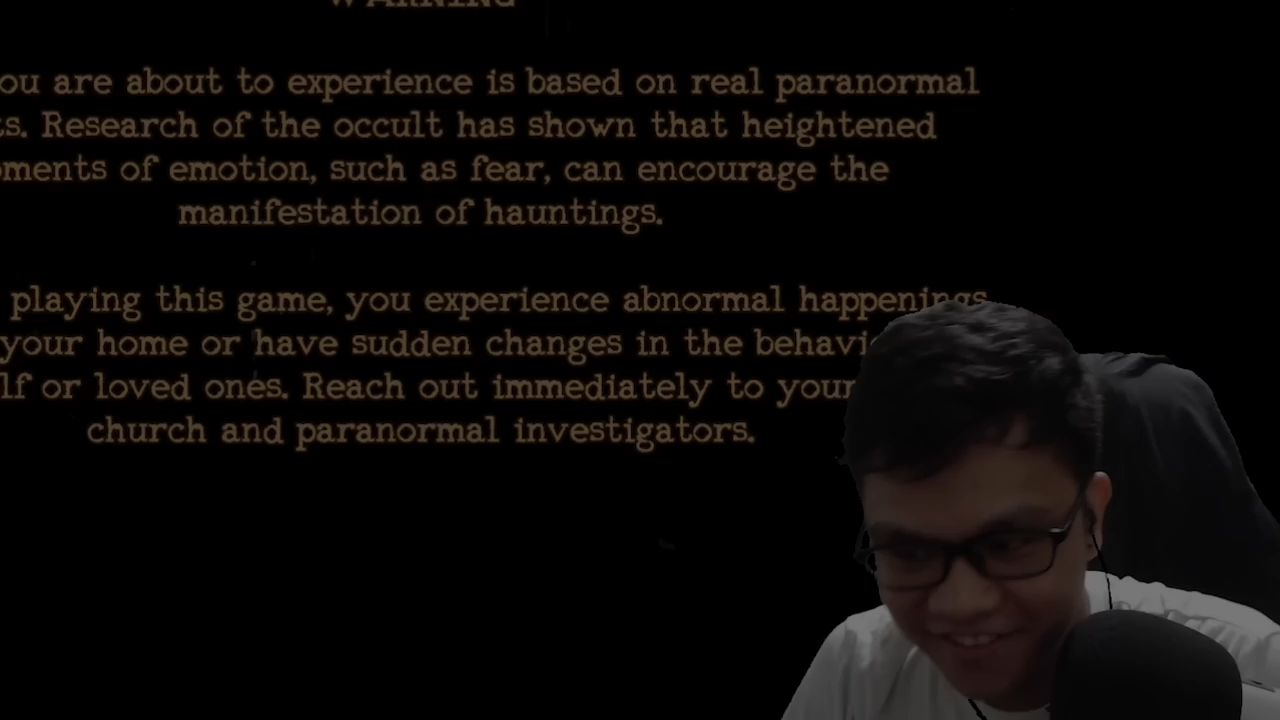 WARNING
ou are about to experience is based on real paranormal
ts. Research of the occult has shown that heightened
oments of emotion, such as fear, can encourage the
manifestation of hauntings.
playing this game, you experience abnormal happenings
your home or have sudden changes in the behavi
lf or loved ones. Reach out immediately to your
church and paranormal investigators.